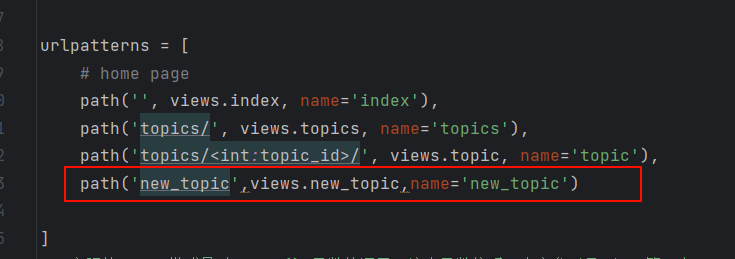 urlpatterns = [
# home page
path('', views.index, name='index'),
path('topics/', views.topics, name='topics'),
path('topics/<int:topic_id>/', views.topic, name='topic'),
path('new_topic',views.new_topic,name='new_topic')
]